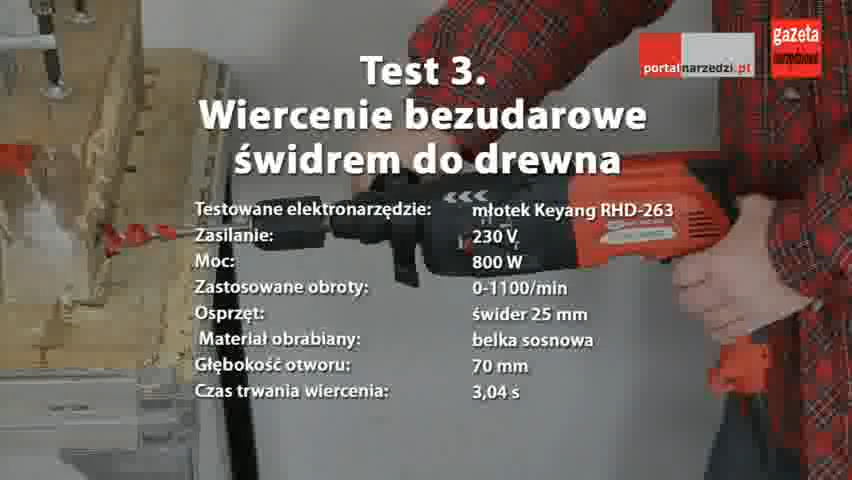 portalnarzedzi.pl
gazeta
narzędziowa
Test 3.
Wiercenie bezudarowe
świdrem do drewna
Testowane elektronarzędzie: młotek Keyang RHD-263
Zasilanie: 230 V
Moc: 800 W
Zastosowane obroty: 0-1100/min
Osprzęt: świder 25 mm
Materiał obrabiany: belka sosnowa
Głębokość otworu: 70 mm
Czas trwania wiercenia: 3,04 s